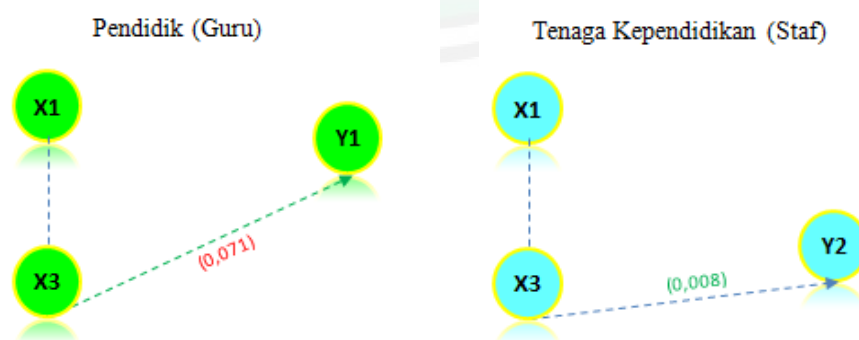 Pendidik (Guru)
X1
Y1
X3
(0,071)
Tenaga Kependidikan (Staf)
X1
X3
Y2
(0,008)